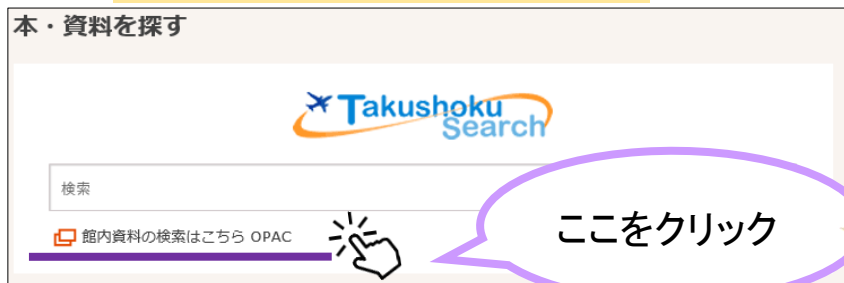 本・資料を探す
Takushoku
Search
検索
館内資料の検索はこちら OPAC
ここをクリック